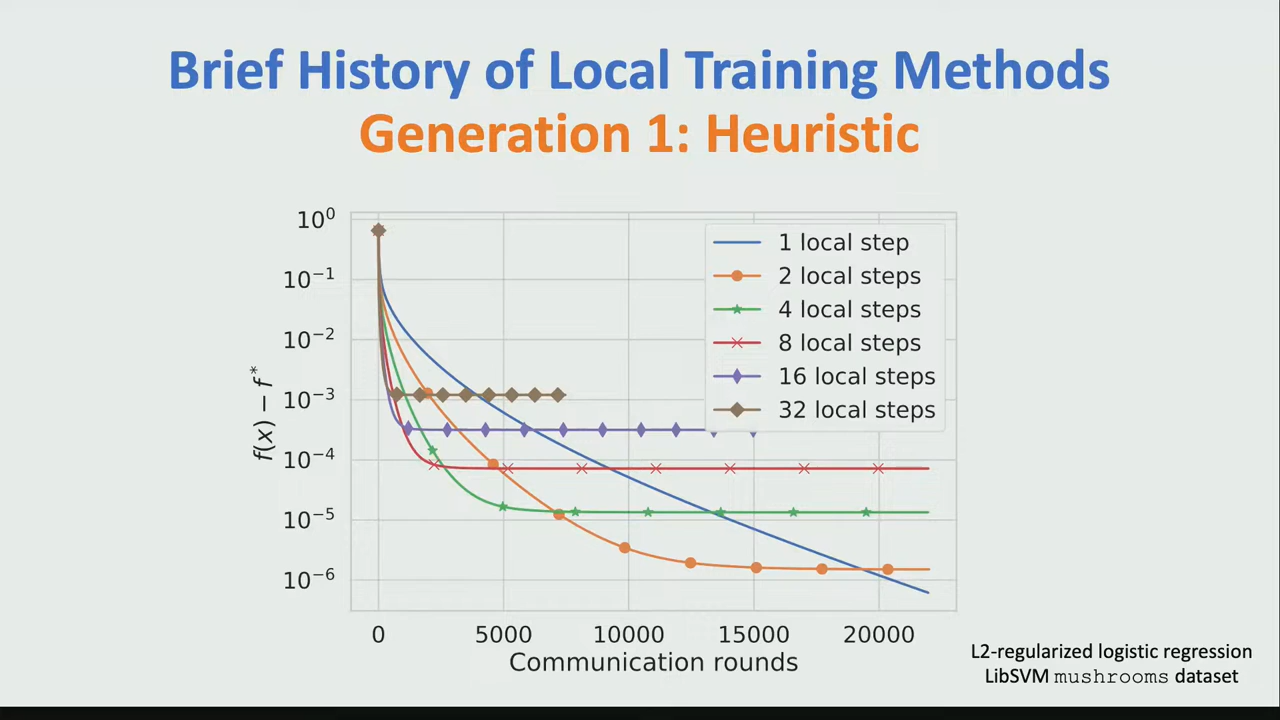 Brief History of Local Training Methods
Generation 1: Heuristic
10⁰
10⁻¹
10⁻²
10⁻³
10⁻⁴
10⁻⁵
10⁻⁶
f(x) − f*
1 local step
2 local steps
4 local steps
8 local steps
16 local steps
32 local steps
0 5000 10000 15000 20000
Communication rounds
L2-regularized logistic regression
LibSVM mushrooms dataset